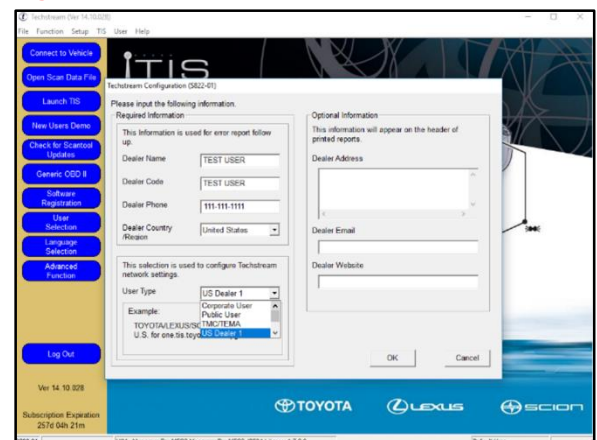 Techstream (Ver 14.10.028)
File Function Setup TIS User Help
Connect to Vehicle
Open Scan Data File
Launch TIS
New Users Demo
Check for Scantool
Updates
Generic OBD II
Software
Registration
User
Selection
Language
Selection
Advanced
Function
Log Out
Ver 14.10.028
Subscription Expiration
257d 04h 21m
iTIS
Techstream Configuration (S822-01)
Please input the following information.
Required Information
This Information is used for error report follow
up.
Dealer Name TEST USER
Dealer Code TEST USER
Dealer Phone 111-111-1111
Dealer Country
/Region United States
This selection is used to configure Techstream
network settings.
User Type US Dealer 1
Corporate User
Public User
TMC/TEMA
US Dealer 1
Example:
TOYOTA/LEXUS/SC
U.S. for one.tis.toyo
Optional Information
This information will appear on the header of
printed reports.
Dealer Address
Dealer Email
Dealer Website
OK Cancel
TOYOTA LEXUS SCION